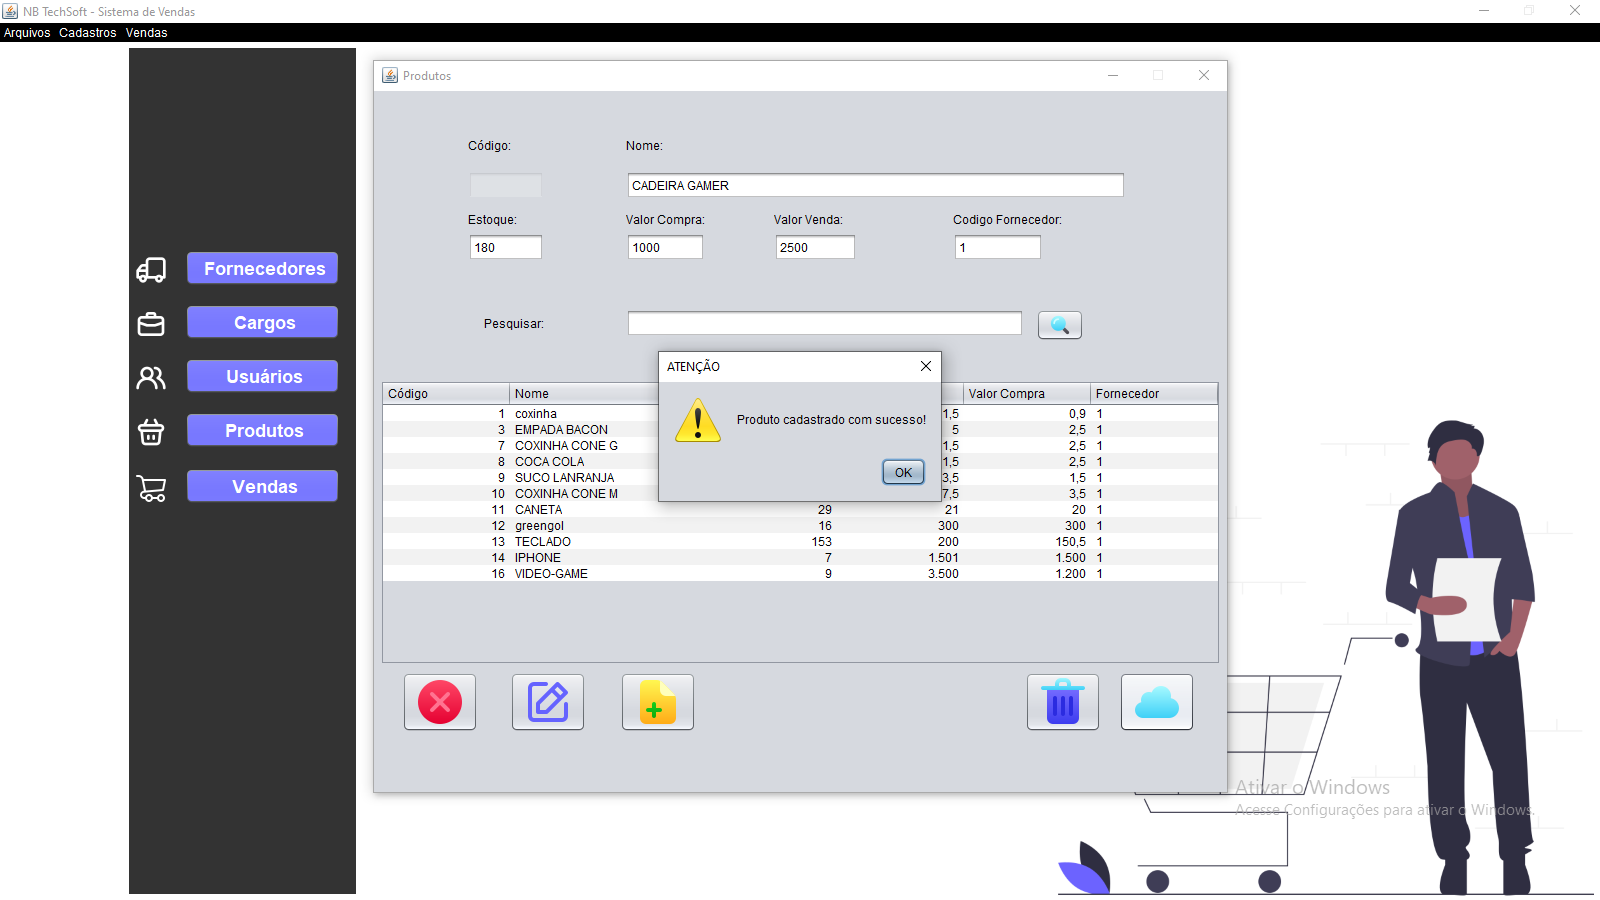 NB TechSoft - Sistema de Vendas
Arquivos Cadastros Vendas
Fornecedores
Cargos
Usuários
Produtos
Vendas
Produtos
Código: Nome:
CADEIRA GAMER
Estoque: Valor Compra: Valor Venda: Codigo Fornecedor:
180 1000 2500 1
Pesquisar:
ATENÇÃO
Produto cadastrado com sucesso!
OK
Código Nome Valor Compra Fornecedor
1 coxinha 1,5 0,9 1
3 EMPADA BACON 5 2,5 1
7 COXINHA CONE G 1,5 2,5 1
8 COCA COLA 1,5 2,5 1
9 SUCO LANRANJA 3,5 1,5 1
10 COXINHA CONE M 7,5 3,5 1
11 CANETA 29 21 20 1
12 greengol 16 300 300 1
13 TECLADO 153 200 150,5 1
14 IPHONE 7 1.501 1.500 1
16 VIDEO-GAME 9 3.500 1.200 1
Ativar o Windows
Acesse Configurações para ativar o Windows.